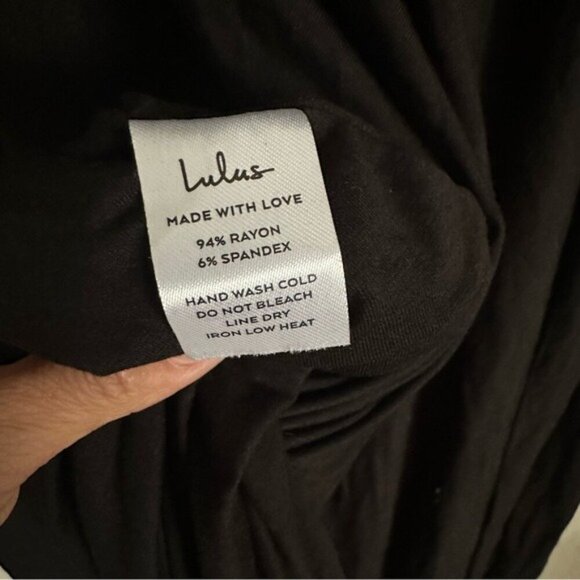 Lulus
MADE WITH LOVE
94% RAYON
6% SPANDEX
HAND WASH COLD
DO NOT BLEACH
LINE DRY
IRON LOW HEAT